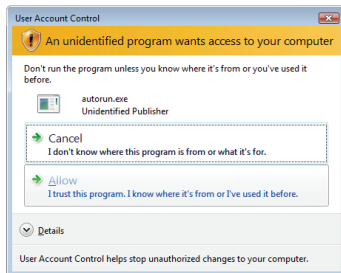 User Account Control
An unidentified program wants access to your computer
Don't run the program unless you know where it's from or you've used it
before.
autorun.exe
Unidentified Publisher
Cancel
I don't know where this program is from or what it's for.
Allow
I trust this program. I know where it's from or I've used it before.
Details
User Account Control helps stop unauthorized changes to your computer.